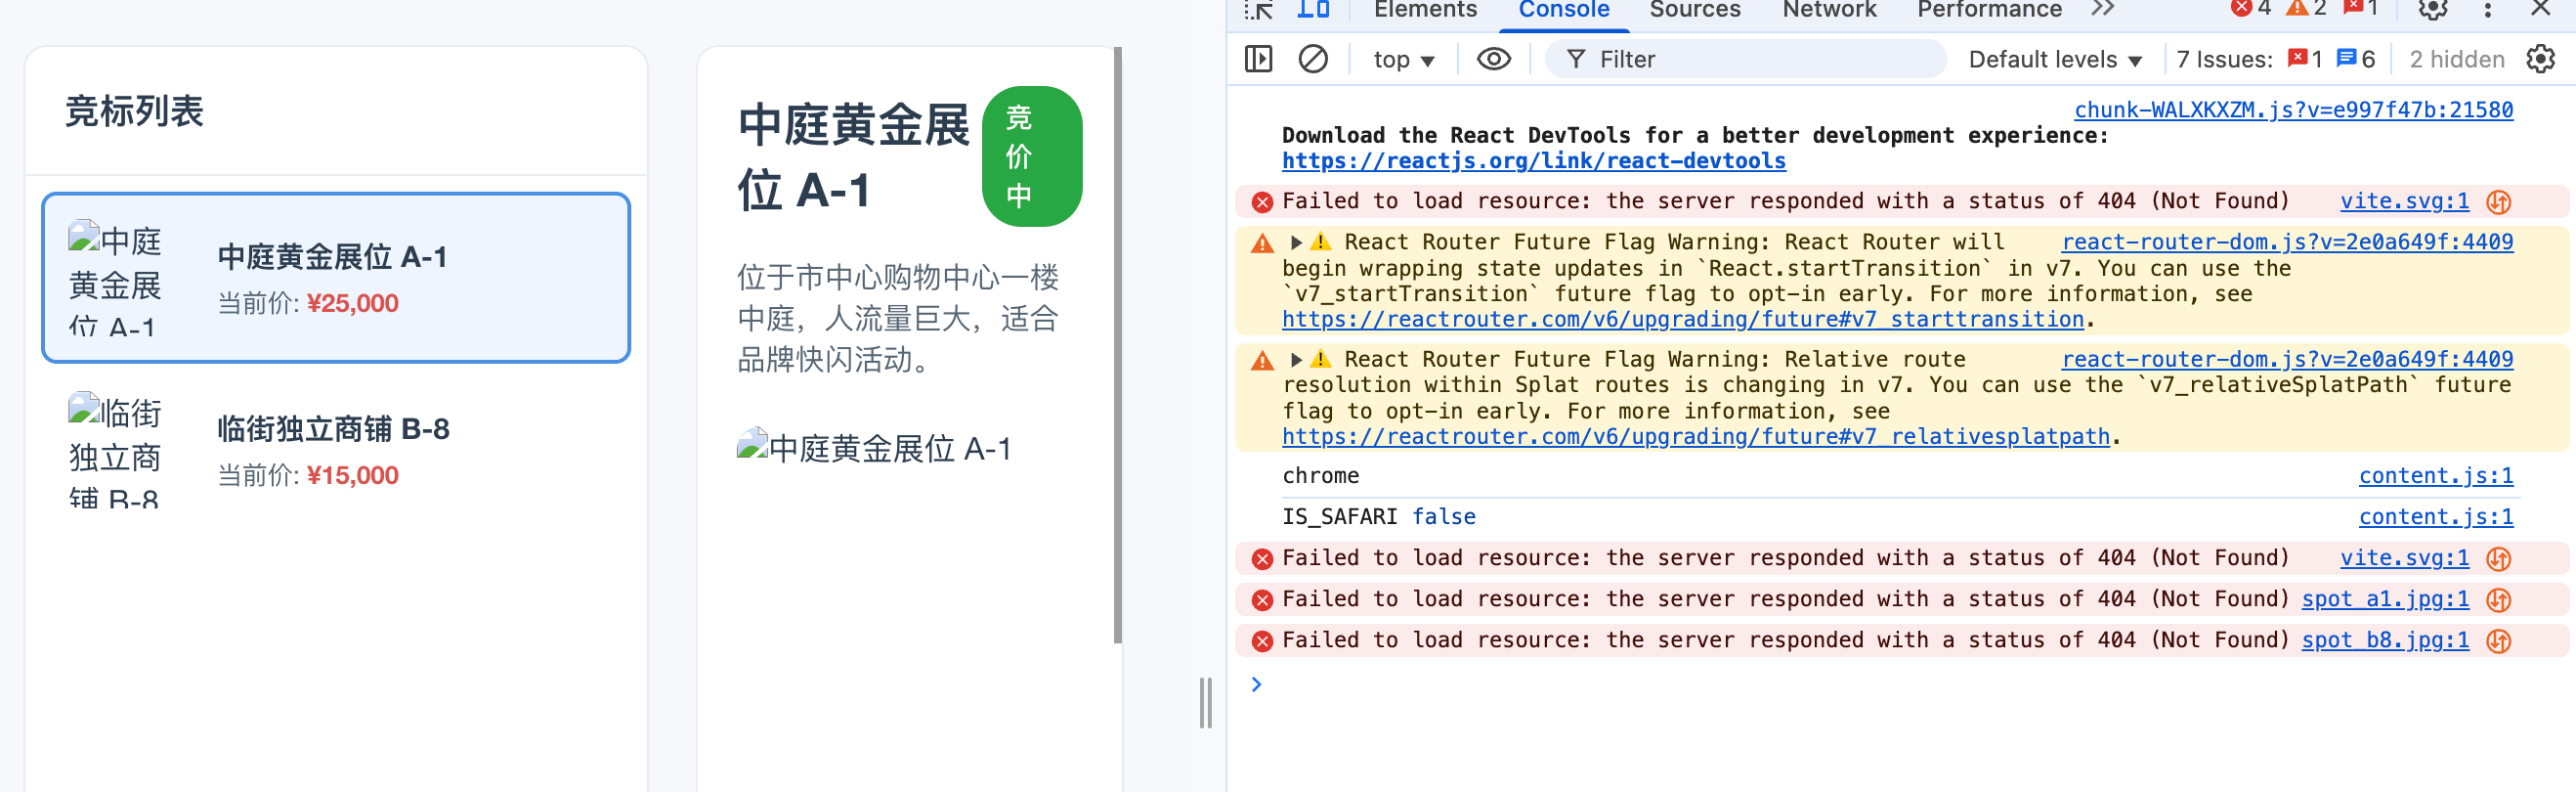 竞标列表
中庭
黄金展
位 A-1
中庭黄金展位 A-1
当前价: ¥25,000
临街
独立商
铺 B-8
临街独立商铺 B-8
当前价: ¥15,000
中庭黄金展
位 A-1
竞
价
中
位于市中心购物中心一楼
中庭，人流量巨大，适合
品牌快闪活动。
中庭黄金展位 A-1
Elements Console Sources Network Performance 4 2 1
top Filter Default levels 7 Issues: 1 6 2 hidden
chunk-WALXKXZM.js?v=e997f47b:21580
Download the React DevTools for a better development experience:
https://reactjs.org/link/react-devtools
Failed to load resource: the server responded with a status of 404 (Not Found) vite.svg:1
React Router Future Flag Warning: React Router will react-router-dom.js?v=2e0a649f:4409
begin wrapping state updates in `React.startTransition` in v7. You can use the
`v7_startTransition` future flag to opt-in early. For more information, see
https://reactrouter.com/v6/upgrading/future#v7_starttransition.
React Router Future Flag Warning: Relative route react-router-dom.js?v=2e0a649f:4409
resolution within Splat routes is changing in v7. You can use the `v7_relativeSplatPath` future
flag to opt-in early. For more information, see
https://reactrouter.com/v6/upgrading/future#v7_relativesplatpath.
chrome content.js:1
IS_SAFARI false content.js:1
Failed to load resource: the server responded with a status of 404 (Not Found) vite.svg:1
Failed to load resource: the server responded with a status of 404 (Not Found) spot_a1.jpg:1
Failed to load resource: the server responded with a status of 404 (Not Found) spot_b8.jpg:1